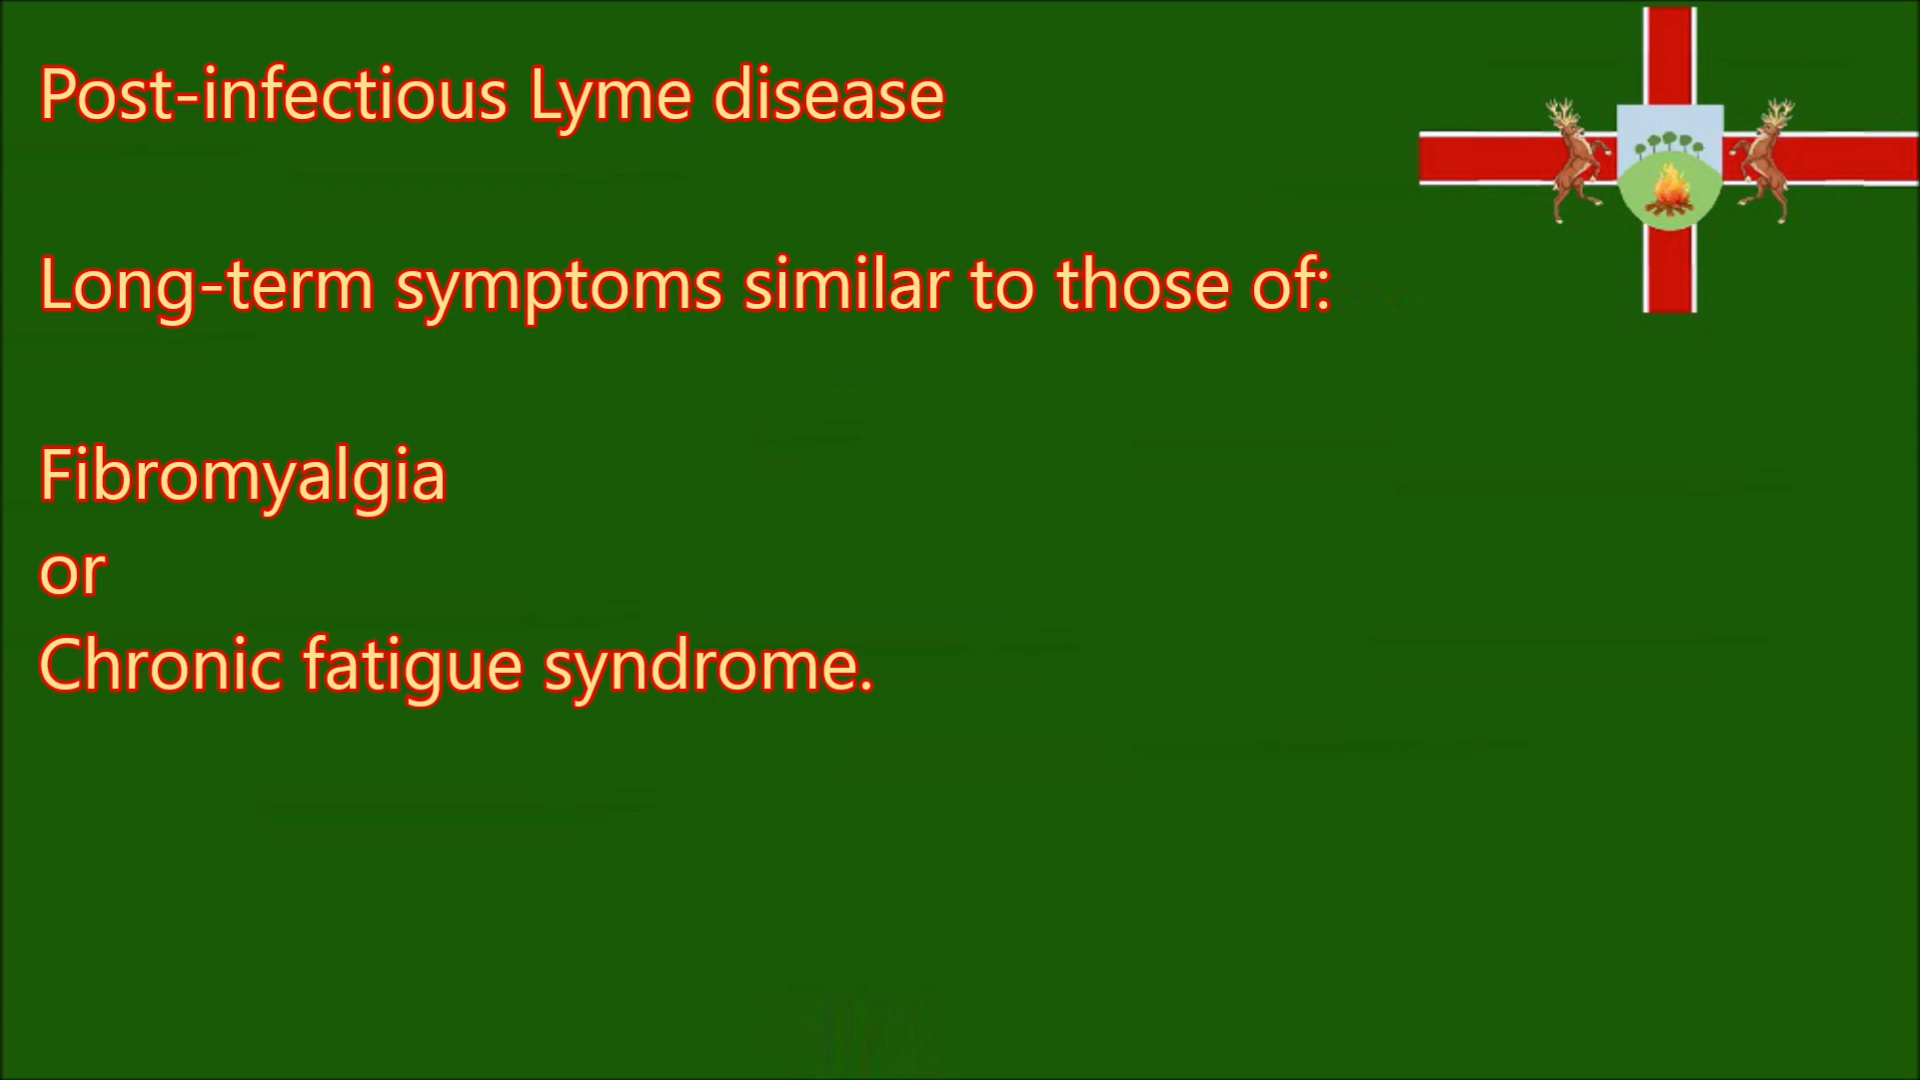 Post-infectious Lyme disease
Long-term symptoms similar to those of:
Fibromyalgia
or
Chronic fatigue syndrome.